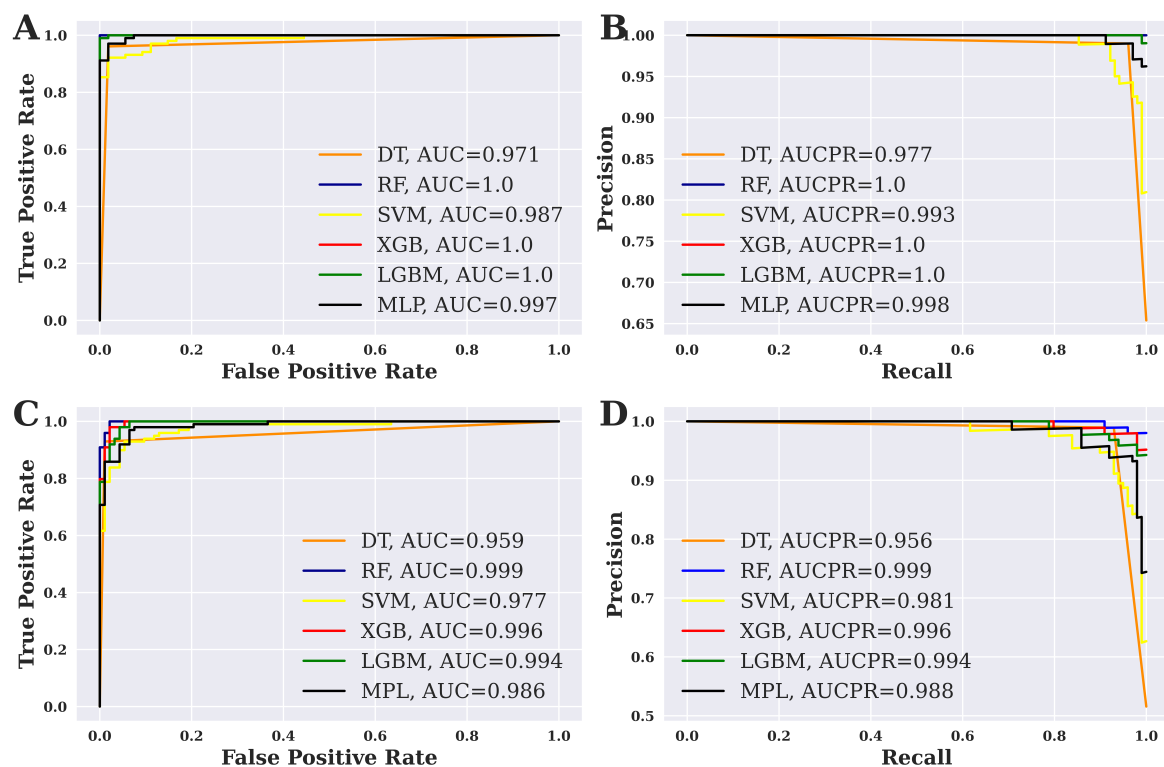 A
1.0
0.8
0.6
0.4
0.2
0.0
True Positive Rate
DT, AUC=0.971
RF, AUC=1.0
SVM, AUC=0.987
XGB, AUC=1.0
LGBM, AUC=1.0
MLP, AUC=0.997
0.0 0.2 0.4 0.6 0.8 1.0
False Positive Rate
B
1.00
0.95
0.90
0.85
0.80
0.75
0.70
0.65
Precision
DT, AUCPR=0.977
RF, AUCPR=1.0
SVM, AUCPR=0.993
XGB, AUCPR=1.0
LGBM, AUCPR=1.0
MLP, AUCPR=0.998
0.0 0.2 0.4 0.6 0.8 1.0
Recall
C
1.0
0.8
0.6
0.4
0.2
0.0
True Positive Rate
DT, AUC=0.959
RF, AUC=0.999
SVM, AUC=0.977
XGB, AUC=0.996
LGBM, AUC=0.994
MPL, AUC=0.986
0.0 0.2 0.4 0.6 0.8 1.0
False Positive Rate
D
1.0
0.9
0.8
0.7
0.6
0.5
Precision
DT, AUCPR=0.956
RF, AUCPR=0.999
SVM, AUCPR=0.981
XGB, AUCPR=0.996
LGBM, AUCPR=0.994
MPL, AUCPR=0.988
0.0 0.2 0.4 0.6 0.8 1.0
Recall